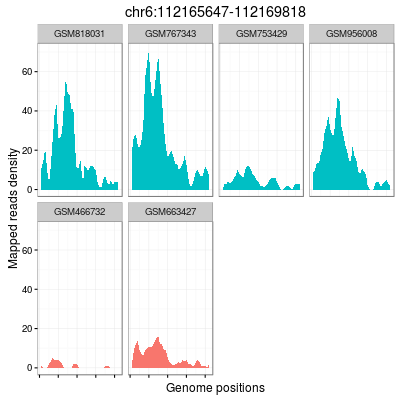 chr6:112165647-112169818
GSM818031 GSM767343 GSM753429 GSM956008
60
40
20
0
GSM466732 GSM663427
60
40
20
0
Mapped reads density
Genome positions